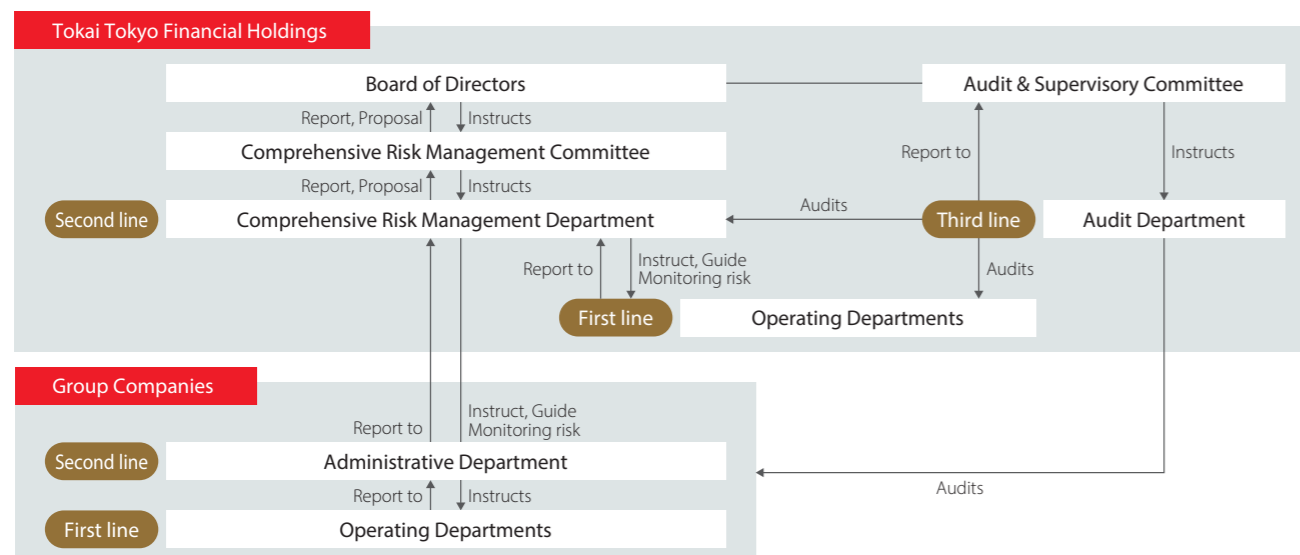 Tokai Tokyo Financial Holdings
Board of Directors
Audit & Supervisory Committee
Report, Proposal
Instructs
Comprehensive Risk Management Committee
Report to
Instructs
Report, Proposal
Instructs
Second line
Comprehensive Risk Management Department
Audits
Third line
Audit Department
Report to
Instruct, Guide
Monitoring risk
Audits
First line
Operating Departments
Group Companies
Report to
Instruct, Guide
Monitoring risk
Second line
Administrative Department
Audits
Report to
Instructs
First line
Operating Departments